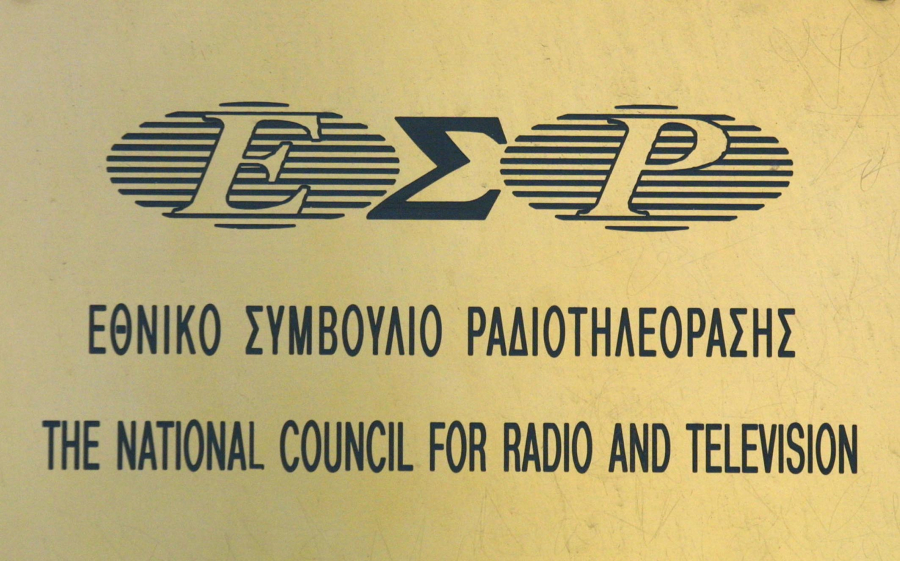 ΕΣΡ
ΕΘΝΙΚΟ ΣΥΜΒΟΥΛΙΟ ΡΑΔΙΟΤΗΛΕΟΡΑΣΗΣ
THE NATIONAL COUNCIL FOR RADIO AND TELEVISION